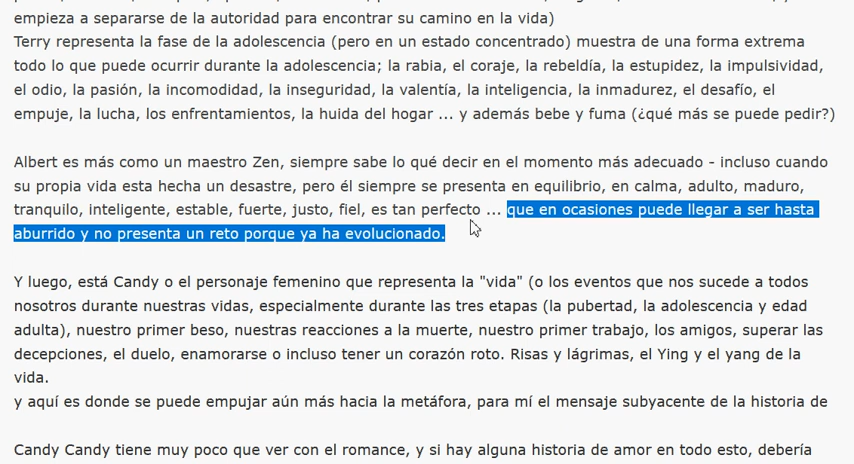 empieza a separarse de la autoridad para encontrar su camino en la vida)
Terry representa la fase de la adolescencia (pero en un estado concentrado) muestra de una forma extrema
todo lo que puede ocurrir durante la adolescencia; la rabia, el coraje, la rebeldía, la estupidez, la impulsividad,
el odio, la pasión, la incomodidad, la inseguridad, la valentía, la inteligencia, la inmadurez, el desafío, el
empuje, la lucha, los enfrentamientos, la huida del hogar ... y además bebe y fuma (¿qué más se puede pedir?)
Albert es más como un maestro Zen, siempre sabe lo qué decir en el momento más adecuado - incluso cuando
su propia vida esta hecha un desastre, pero él siempre se presenta en equilibrio, en calma, adulto, maduro,
tranquilo, inteligente, estable, fuerte, justo, fiel, es tan perfecto ... que en ocasiones puede llegar a ser hasta
aburrido y no presenta un reto porque ya ha evolucionado.
Y luego, está Candy o el personaje femenino que representa la "vida" (o los eventos que nos sucede a todos
nosotros durante nuestras vidas, especialmente durante las tres etapas (la pubertad, la adolescencia y edad
adulta), nuestro primer beso, nuestras reacciones a la muerte, nuestro primer trabajo, los amigos, superar las
decepciones, el duelo, enamorarse o incluso tener un corazón roto. Risas y lágrimas, el Ying y el yang de la
vida.
y aquí es donde se puede empujar aún más hacia la metáfora, para mí el mensaje subyacente de la historia de
Candy Candy tiene muy poco que ver con el romance, y si hay alguna historia de amor en todo esto, debería